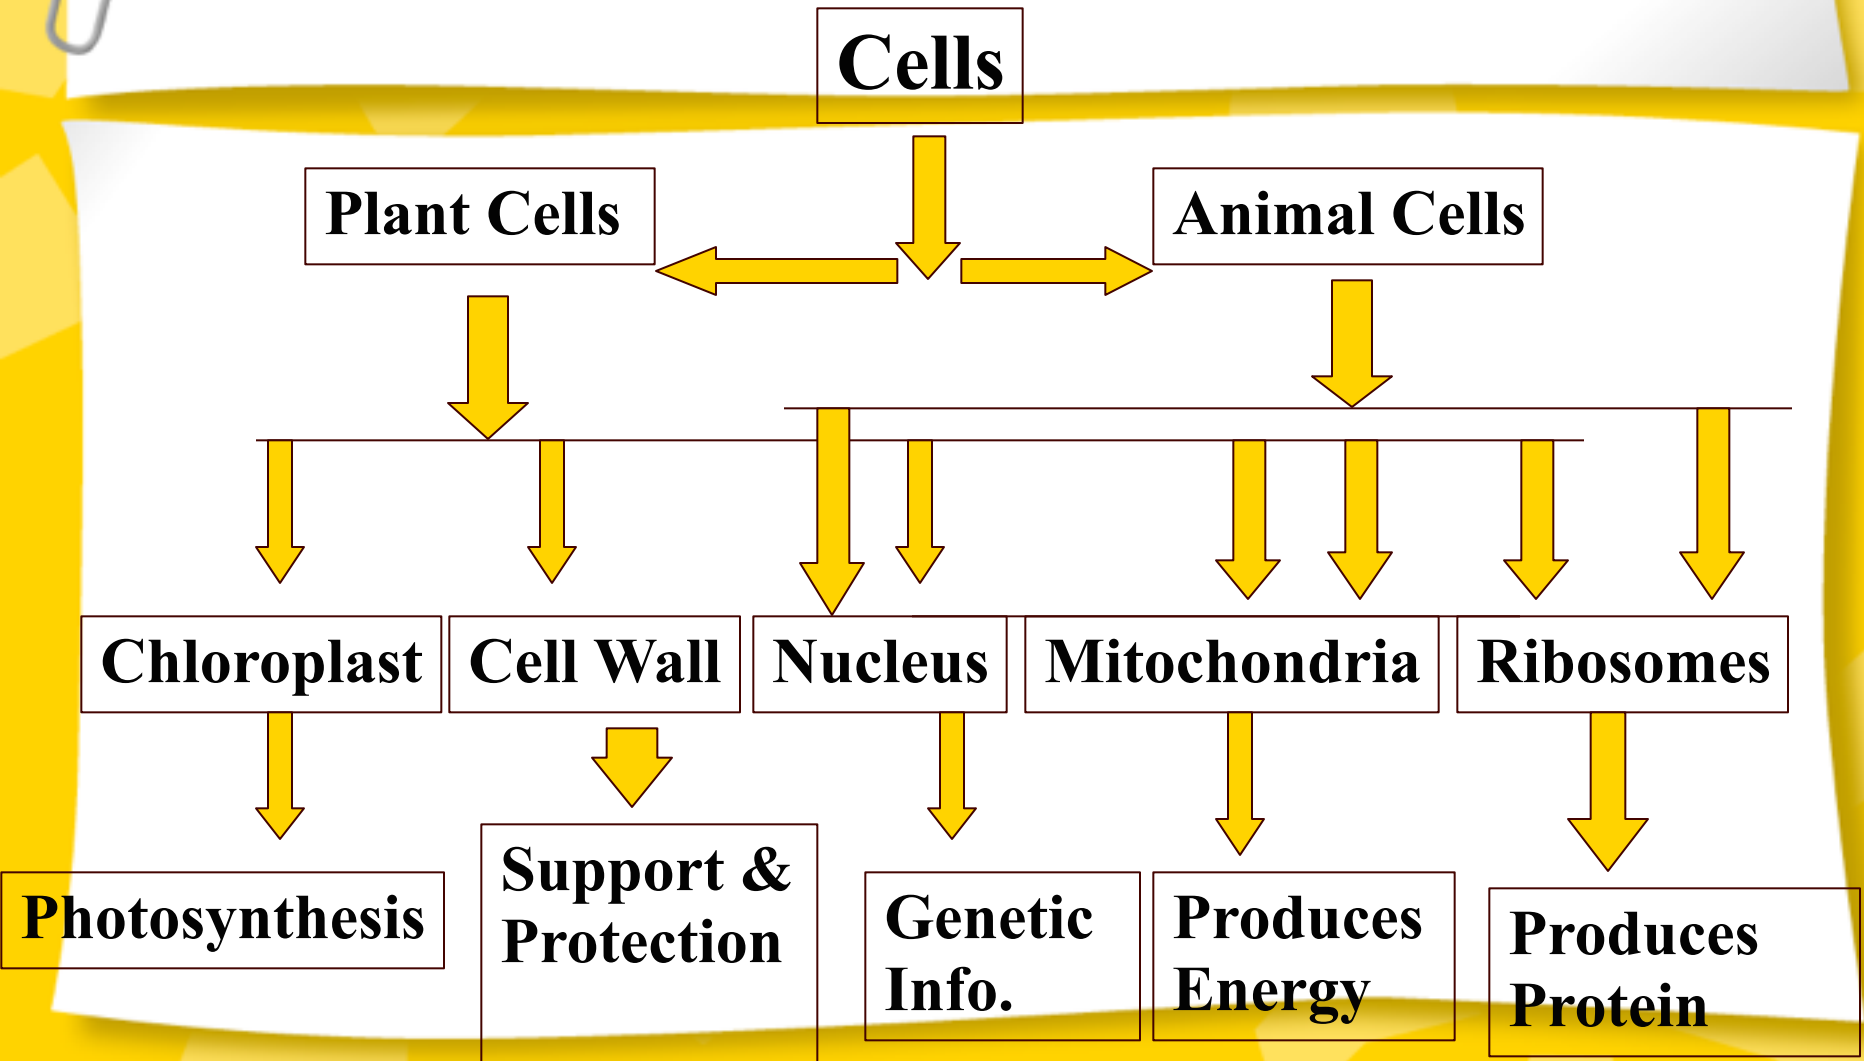 Cells
Plant Cells
Animal Cells
Chloroplast
Cell Wall
Nucleus
Mitochondria
Ribosomes
Photosynthesis
Support &
Protection
Genetic
Info.
Produces
Energy
Produces
Protein